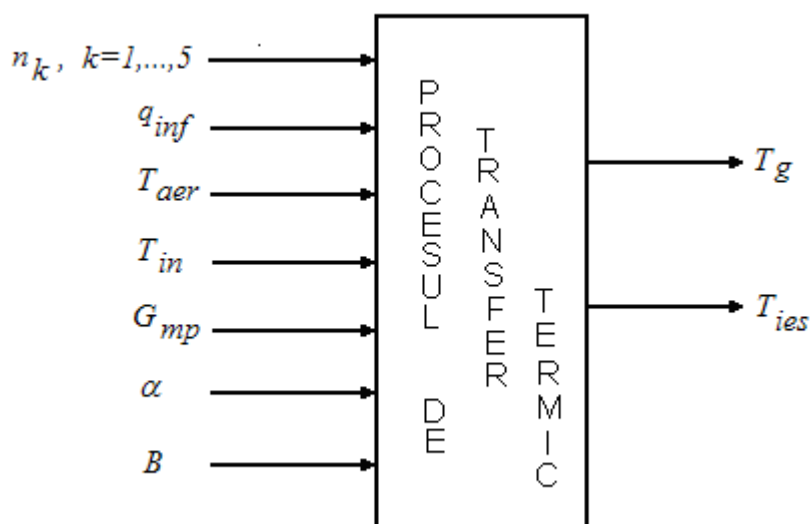 n_k, k=1,...,5
q_inf
T_aer
T_in
G_mp
α
B
PROCESUL DE
TRANSFER
TERMIC
T_g
T_ies